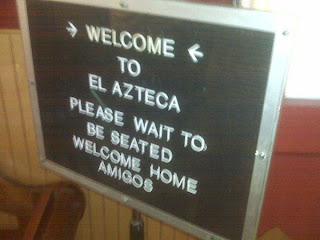 → WELCOME ←
TO
EL AZTECA
PLEASE WAIT TO
BE SEATED
WELCOME HOME
AMIGOS